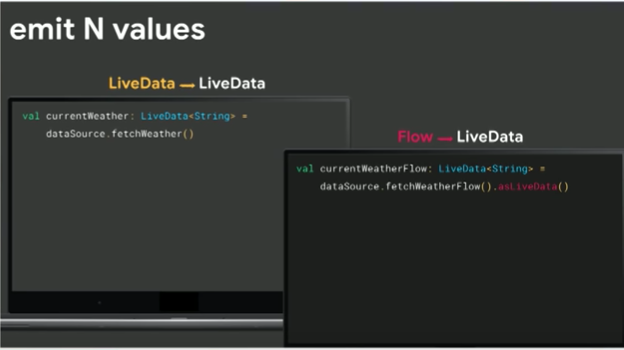 emit N values
LiveData → LiveData
val currentWeather: LiveData<String> =
dataSource.fetchWeather()
Flow → LiveData
val currentWeatherFlow: LiveData<String> =
dataSource.fetchWeatherFlow().asLiveData()